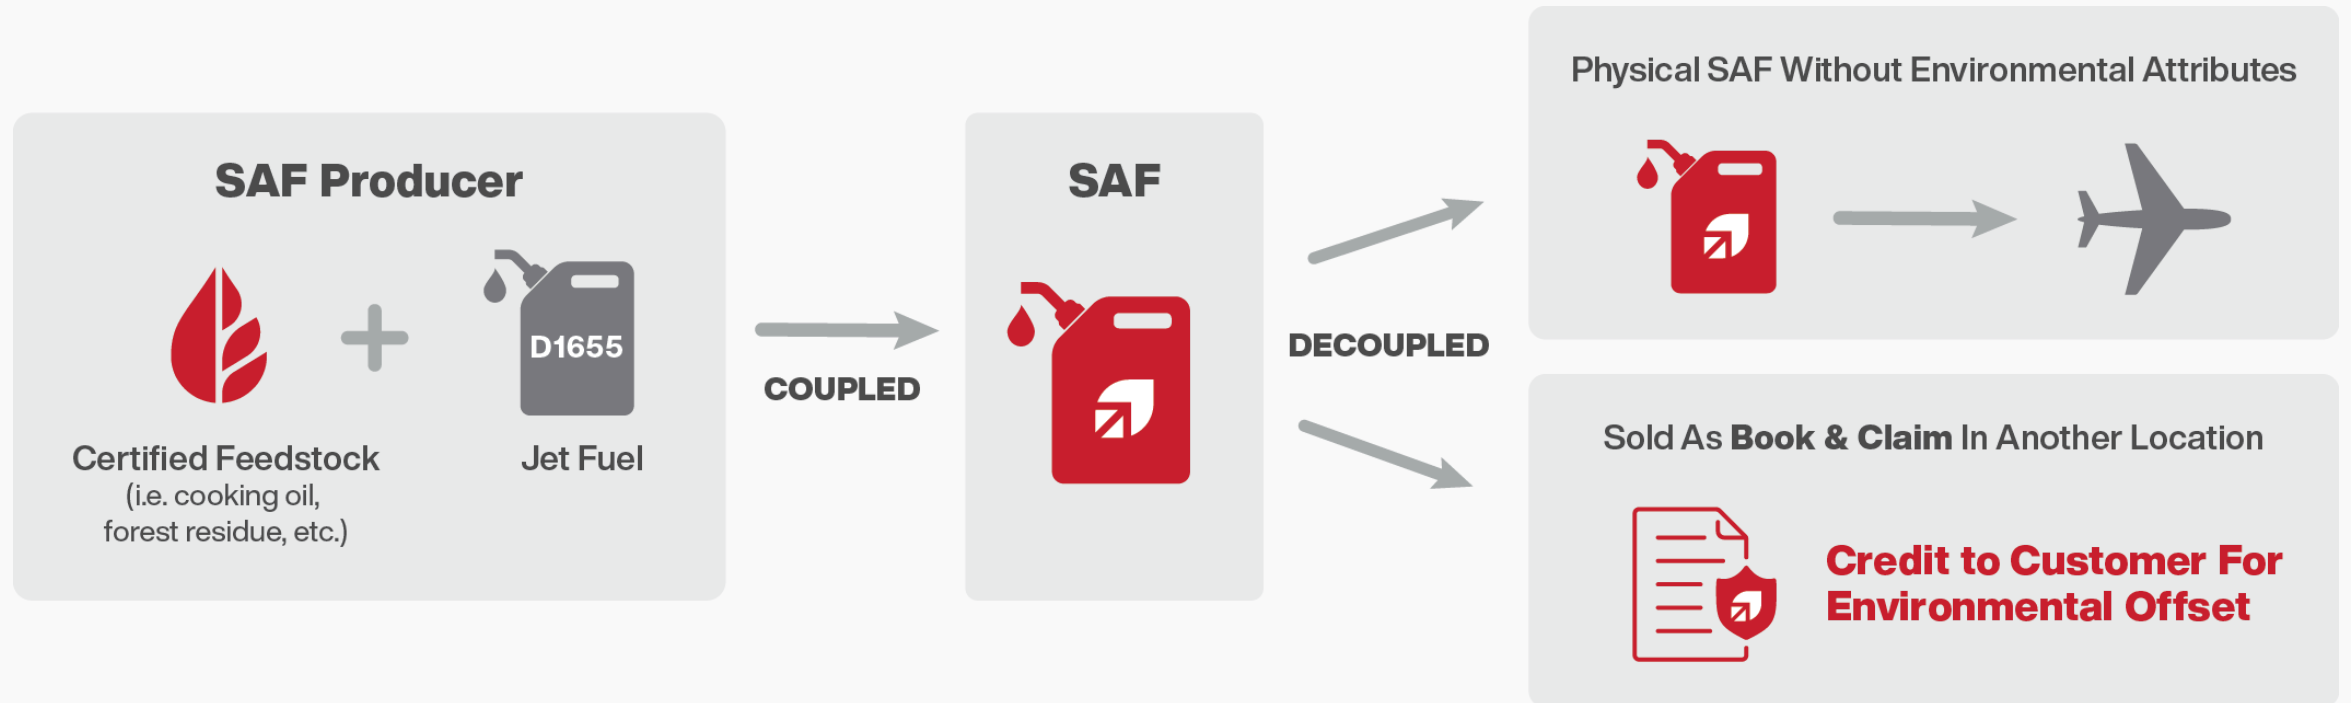 SAF Producer
D1655
Certified Feedstock
(i.e. cooking oil,
forest residue, etc.)
Jet Fuel
COUPLED
SAF
DECOUPLED
Physical SAF Without Environmental Attributes
Sold As Book & Claim In Another Location
Credit to Customer For
Environmental Offset